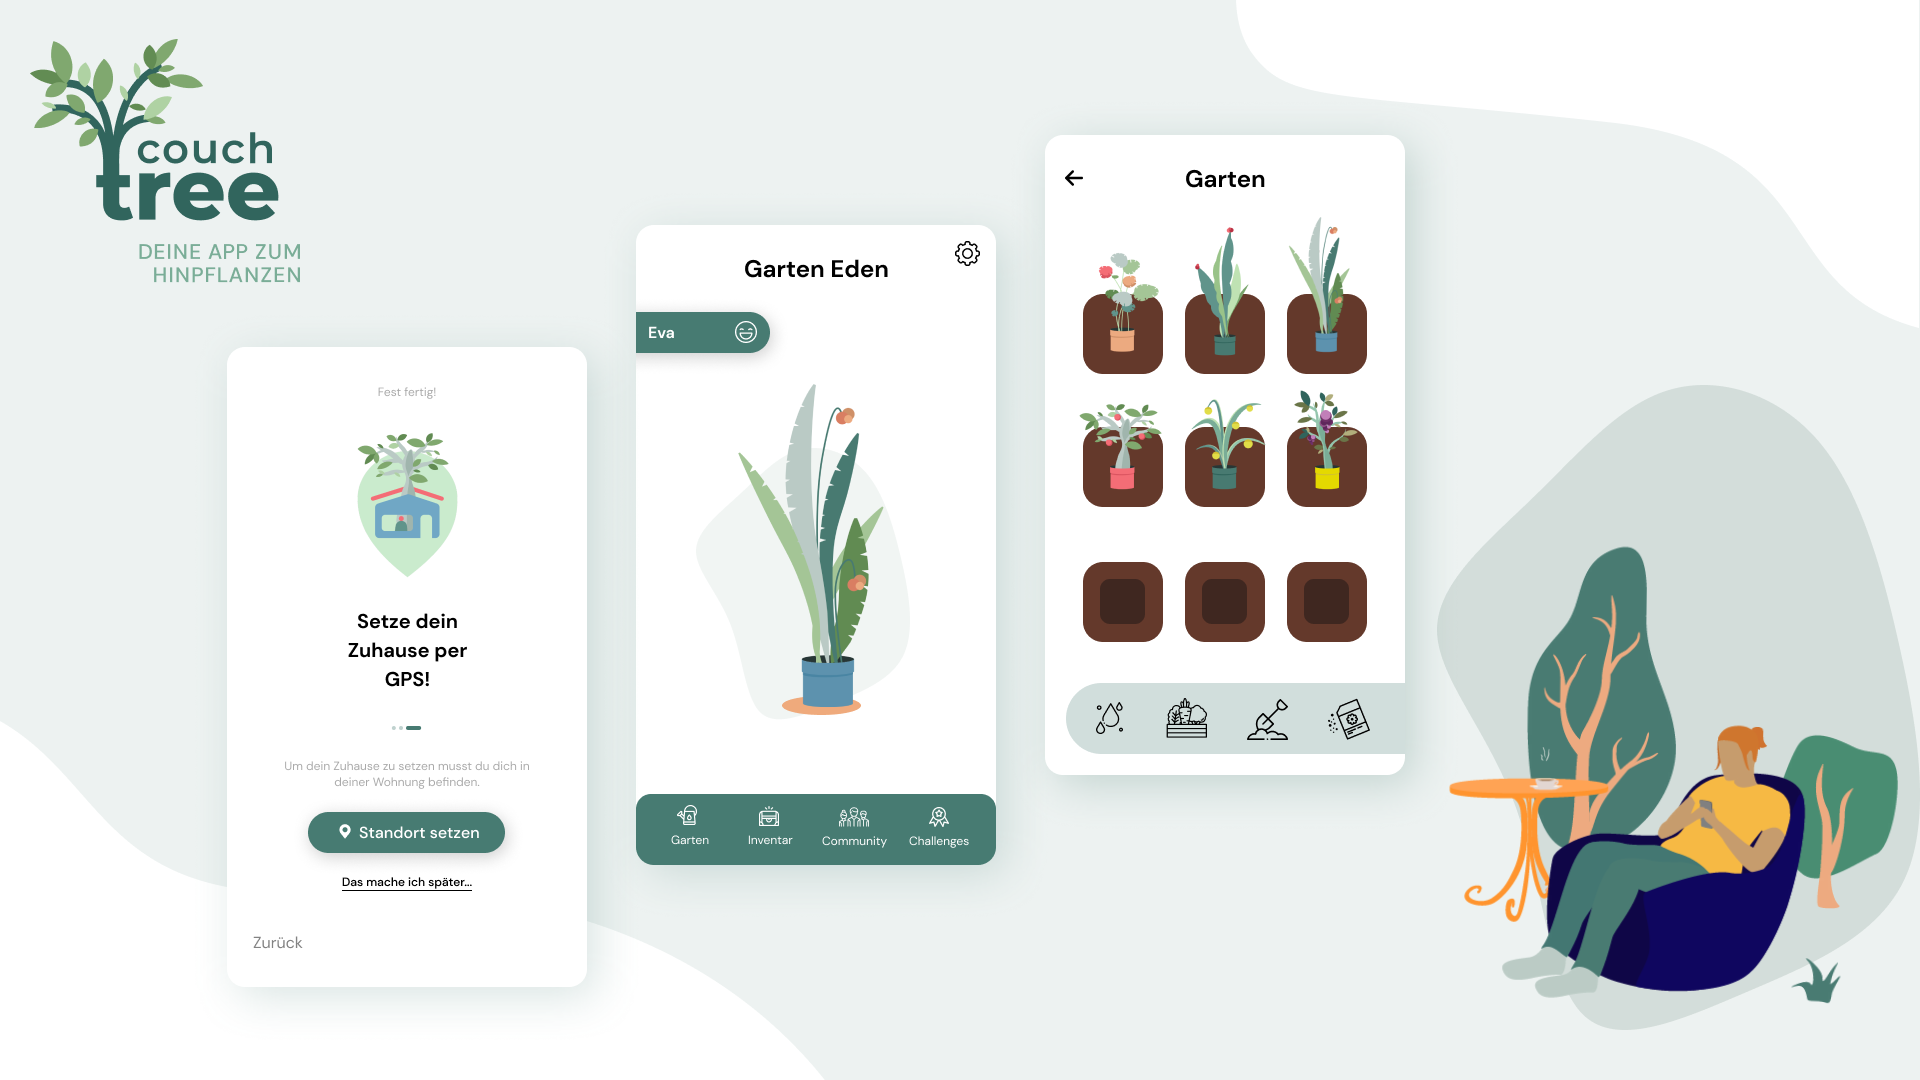 couch
tree
DEINE APP ZUM
HINPFLANZEN
Fest fertig!
Setze dein
Zuhause per
GPS!
Um dein Zuhause zu setzen musst du dich in
deiner Wohnung befinden.
Standort setzen
Das mache ich später...
Zurück
Garten Eden
Eva
Garten
Inventar
Community
Challenges
Garten